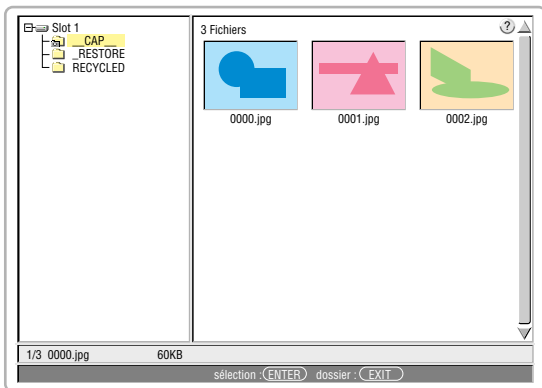 Slot 1
__CAP__
_RESTORE
RECYCLED
3 Fichiers
?
0000.jpg 0001.jpg 0002.jpg
1/3 0000.jpg 60KB
sélection : ENTER dossier : EXIT